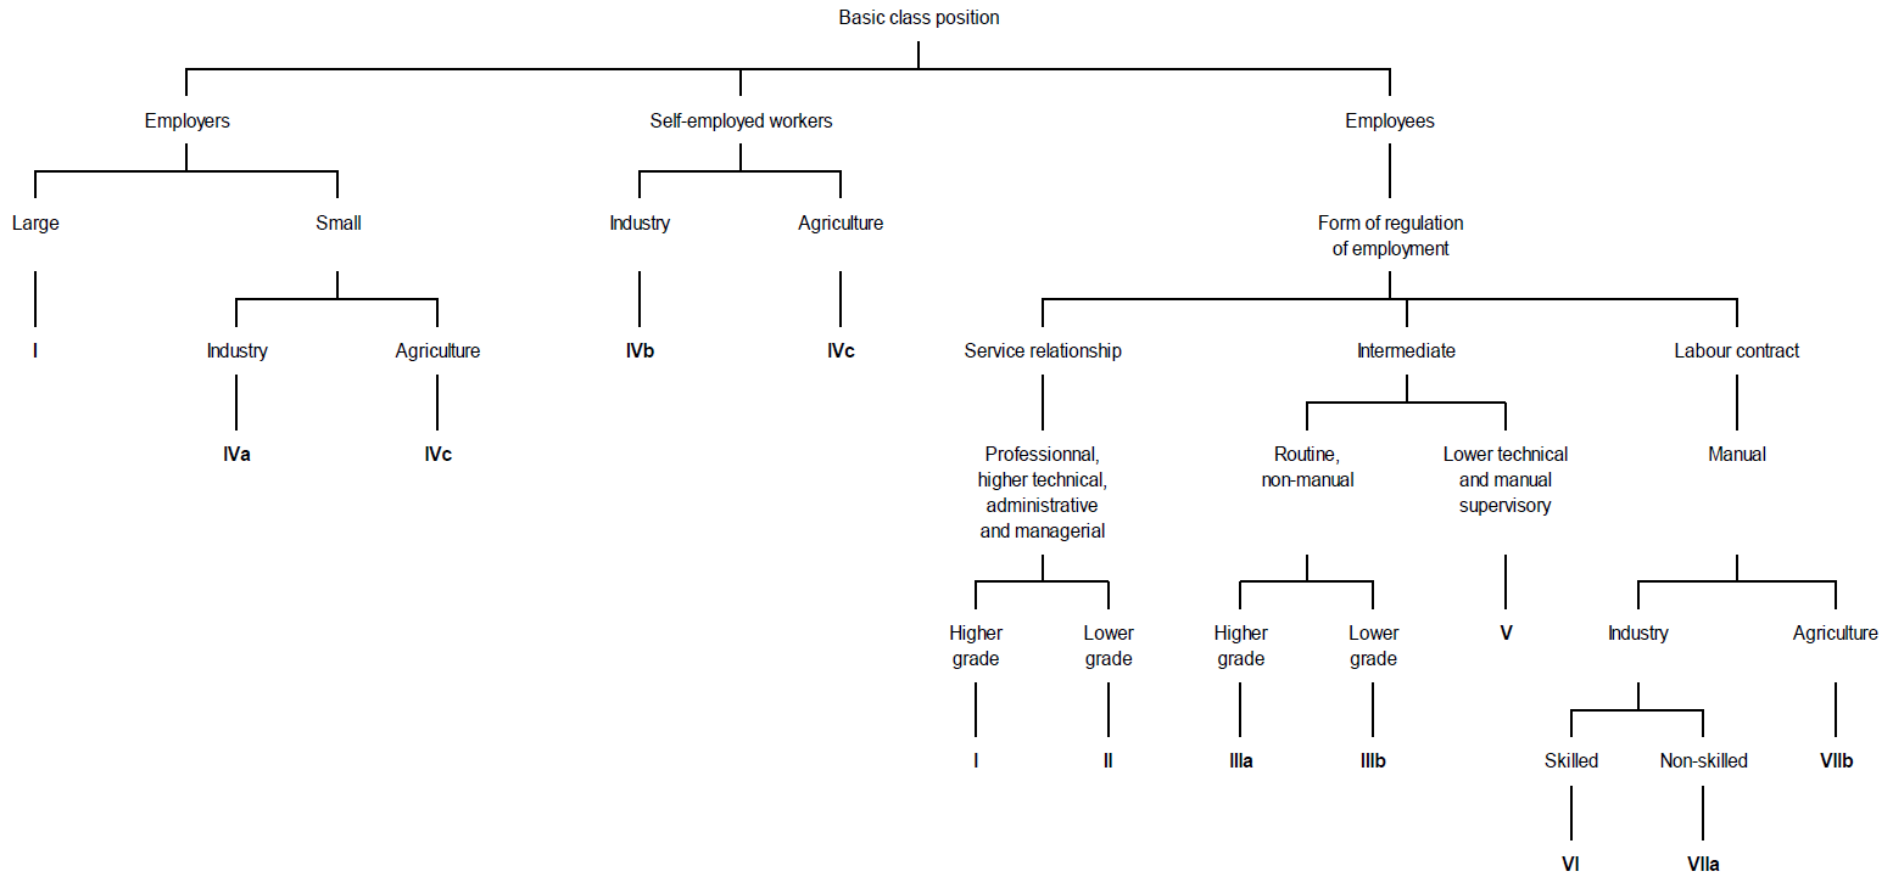 Basic class position
Employers
Self-employed workers
Employees
Large
Small
Industry
Agriculture
Form of regulation
of employment
I
Industry
Agriculture
IVb
IVc
Service relationship
Intermediate
Labour contract
IVa
IVc
Professionnal,
higher technical,
administrative
and managerial
Routine,
non-manual
Lower technical
and manual
supervisory
Manual
Higher
grade
Lower
grade
Higher
grade
Lower
grade
V
Industry
Agriculture
I
II
IIIa
IIIb
Skilled
Non-skilled
VIIb
VI
VIIa